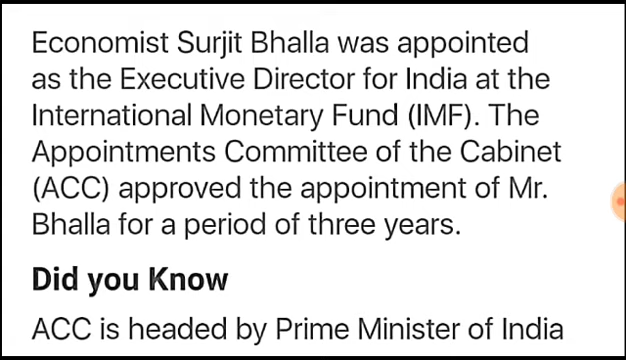 Economist Surjit Bhalla was appointed
as the Executive Director for India at the
International Monetary Fund (IMF). The
Appointments Committee of the Cabinet
(ACC) approved the appointment of Mr.
Bhalla for a period of three years.
Did you Know
ACC is headed by Prime Minister of India